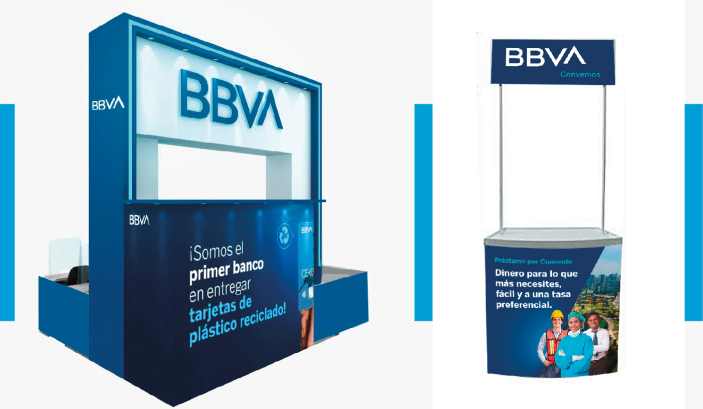 BBVA
BBVA
BBVA
¡Somos el
primer banco
en entregar
tarjetas de
plástico reciclado!
BBVA
BBVA
Convenios
Préstamo por Convenio
Dinero para lo que
más necesites,
fácil y a una tasa
preferencial.